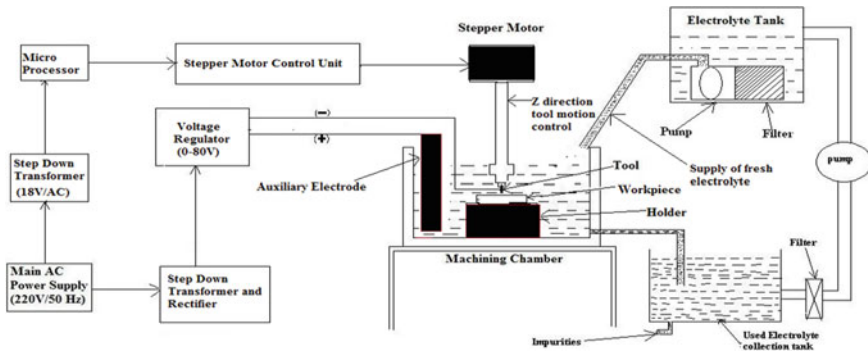 Electrolyte Tank
Stepper Motor
Micro
Processor
Stepper Motor Control Unit
Z direction
tool motion
control
(-)
(+)
Voltage
Regulator
(0-80V)
Pump
Filter
pump
Step Down
Transformer
(18V/AC)
Auxiliary Electrode
Tool
Workpiece
Holder
Supply of fresh
electrolyte
Main AC
Power Supply
(220V/50 Hz)
Step Down
Transformer and
Rectifier
Machining Chamber
Filter
Impurities
Used Electrolyte
collection tank